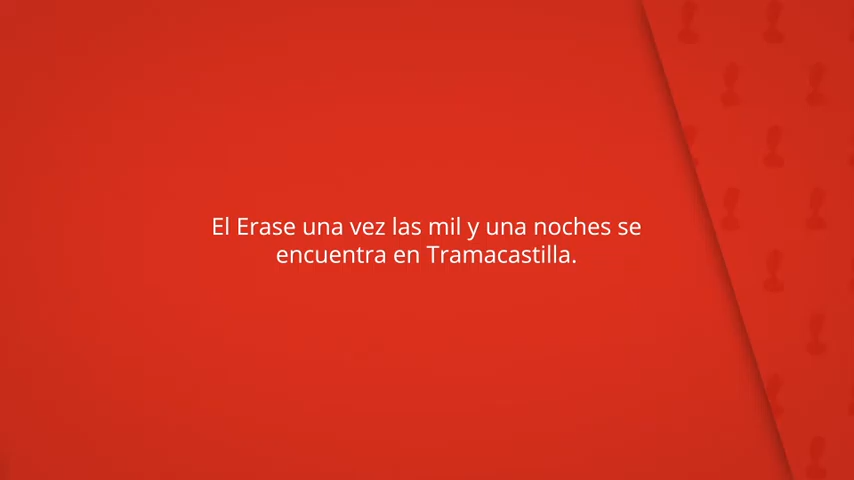 El Erase una vez las mil y una noches se
encuentra en Tramacastilla.